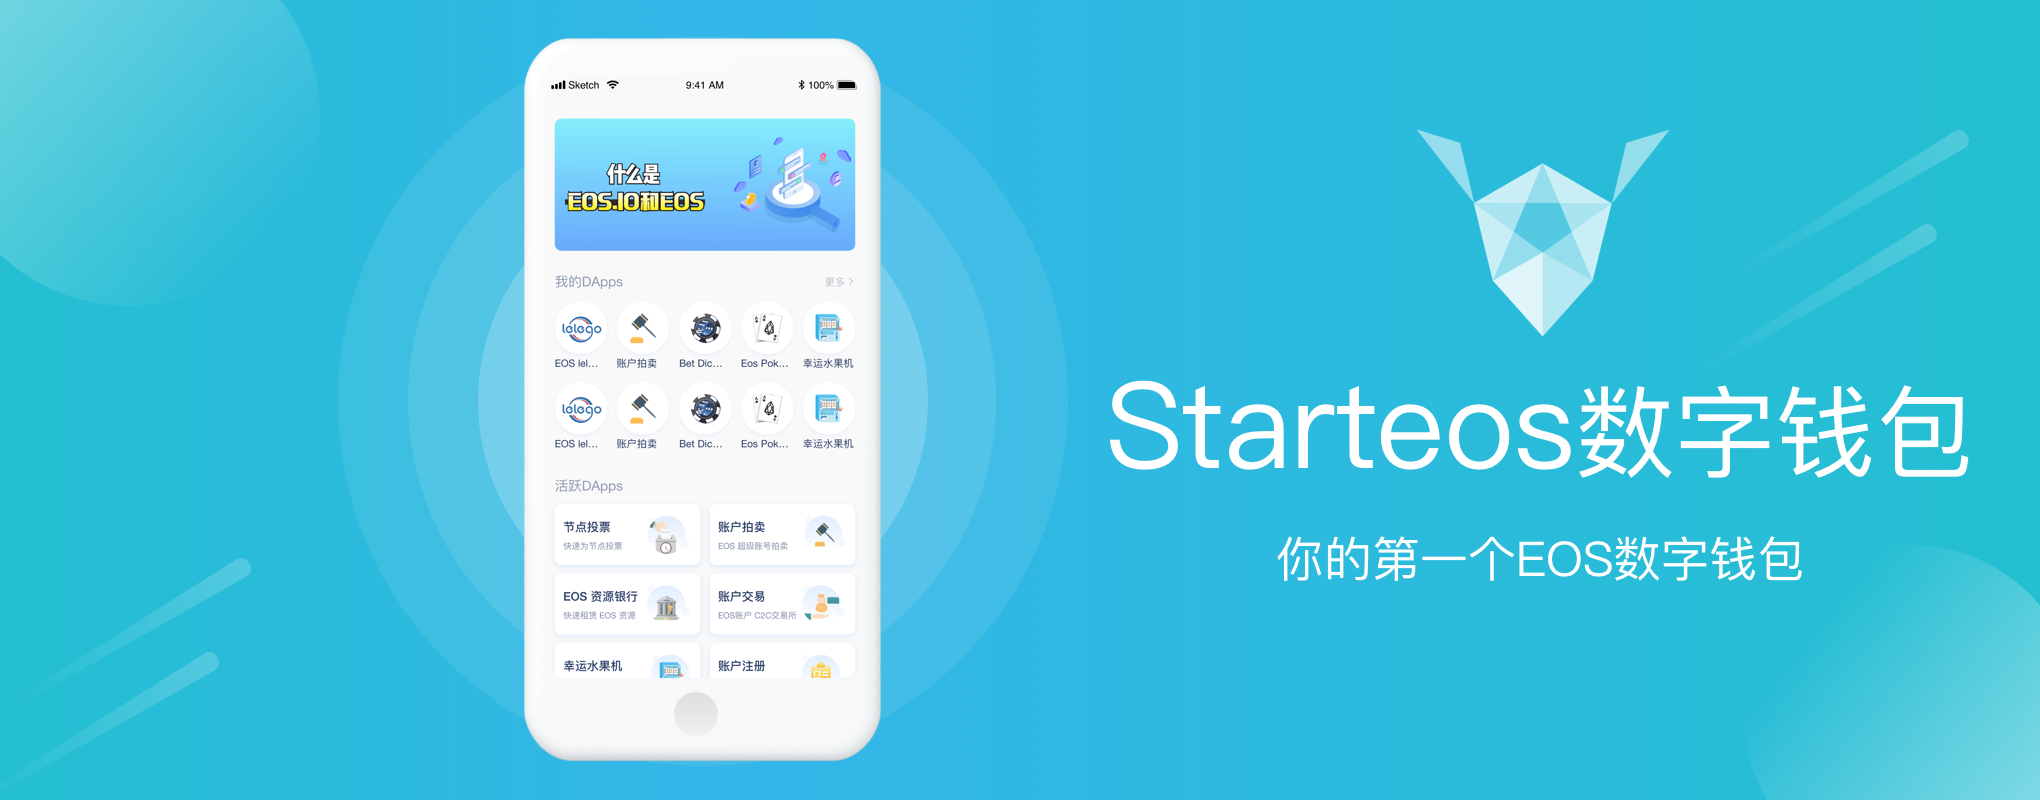 Sketch 9:41 AM 100%
什么是
EOS.IO和EOS
我的DApps 更多
lelego
EOS lel... 账户拍卖 Bet Dic... Eos Pok... 幸运水果机
lelego
EOS lel... 账户拍卖 Bet Dic... Eos Pok... 幸运水果机
活跃DApps
节点投票
快速为节点投票
账户拍卖
EOS 超级账号拍卖
EOS 资源银行
快速租赁 EOS 资源
账户交易
EOS账户 C2C交易所
幸运水果机
账户注册
Starteos数字钱包
你的第一个EOS数字钱包